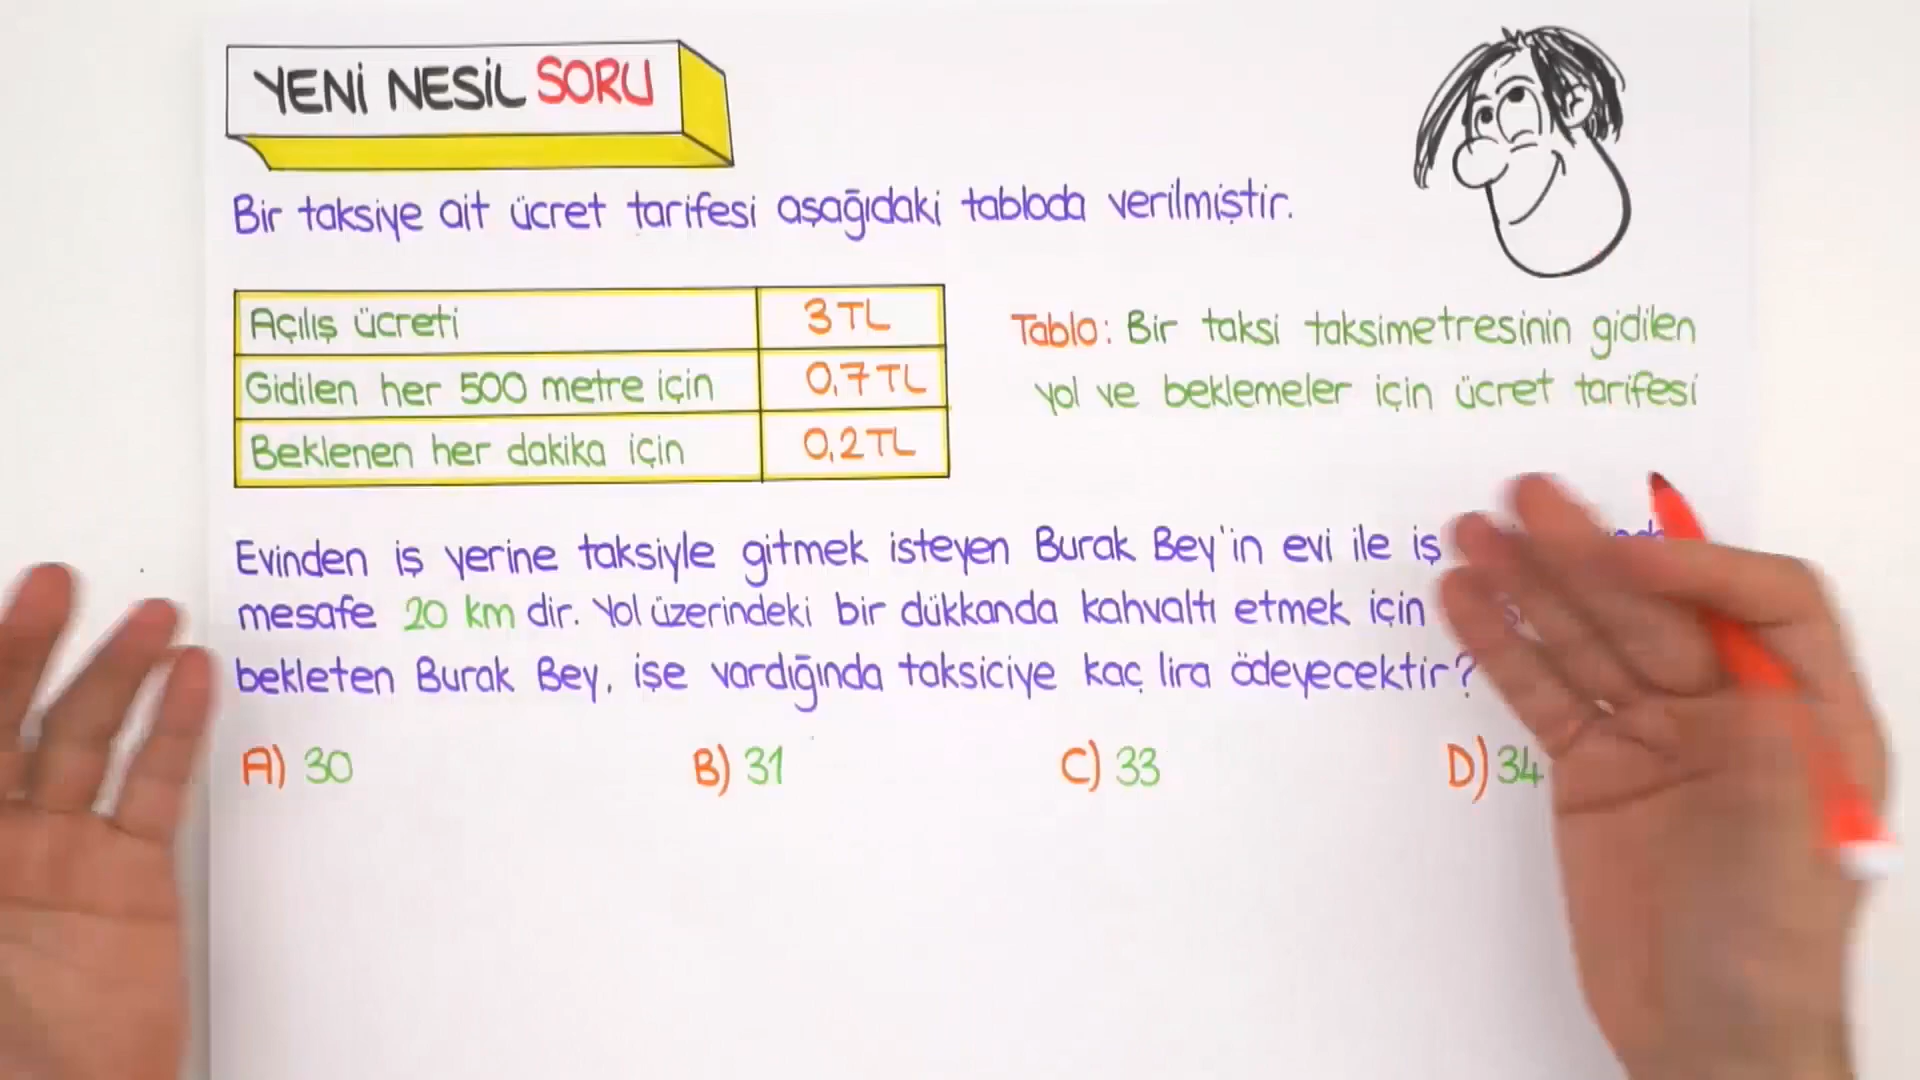 YENİ NESİL SORU
Bir taksiye ait ücret tarifesi aşağıdaki tabloda verilmiştir.
Açılış ücreti 3 TL
Gidilen her 500 metre için 0,7 TL
Beklenen her dakika için 0,2 TL
Tablo: Bir taksi taksimetresinin gidilen
yol ve beklemeler için ücret tarifesi
Evinden iş yerine taksiyle gitmek isteyen Burak Bey'in evi ile iş
mesafe 20 km dir. Yol üzerindeki bir dükkanda kahvaltı etmek için
bekleten Burak Bey, işe vardığında taksiciye kaç lira ödeyecektir?
A) 30 B) 31 C) 33 D) 34